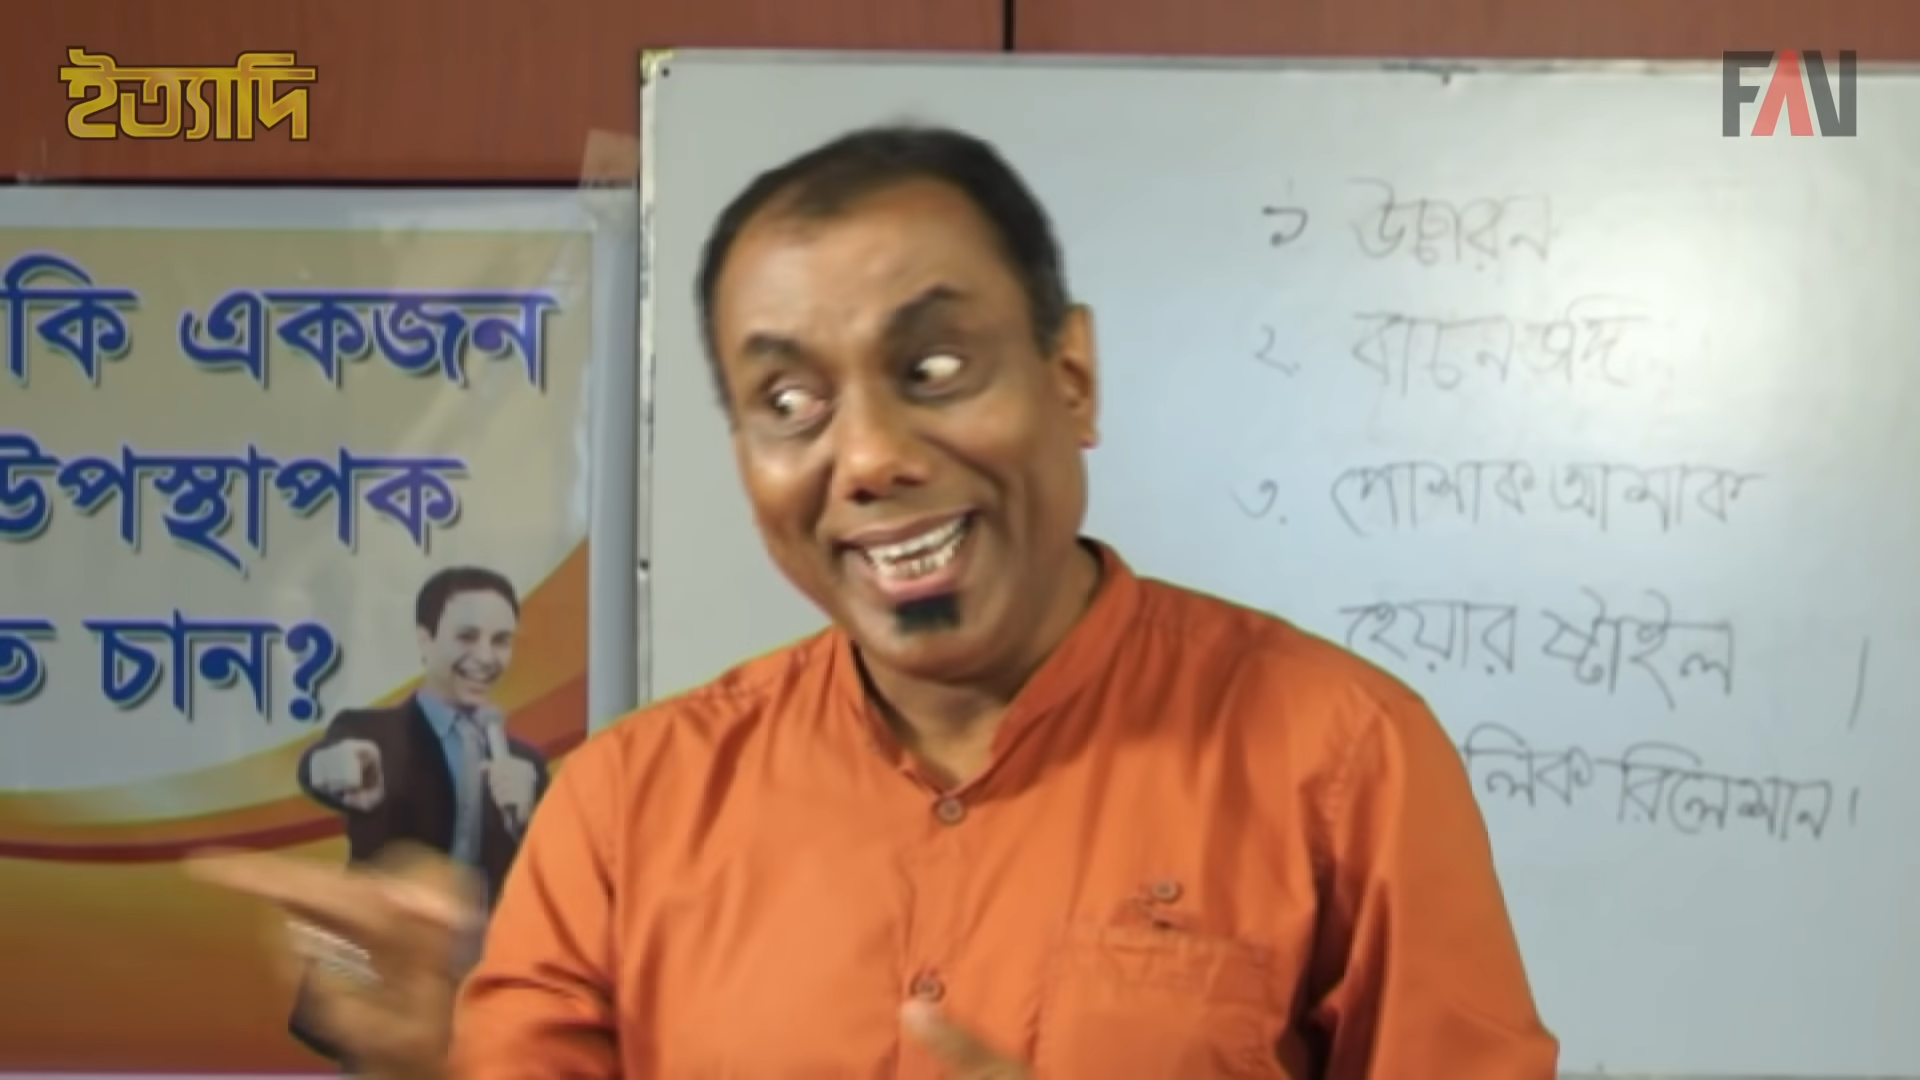 ইত্যাদি
FAN
কি একজন
উপস্থাপক
ত চান?
১ উচ্চারন
২. বাচনভঙ্গি
৩. পোশাক আশাক
হেয়ার স্টাইল
লিক রিলেশান।